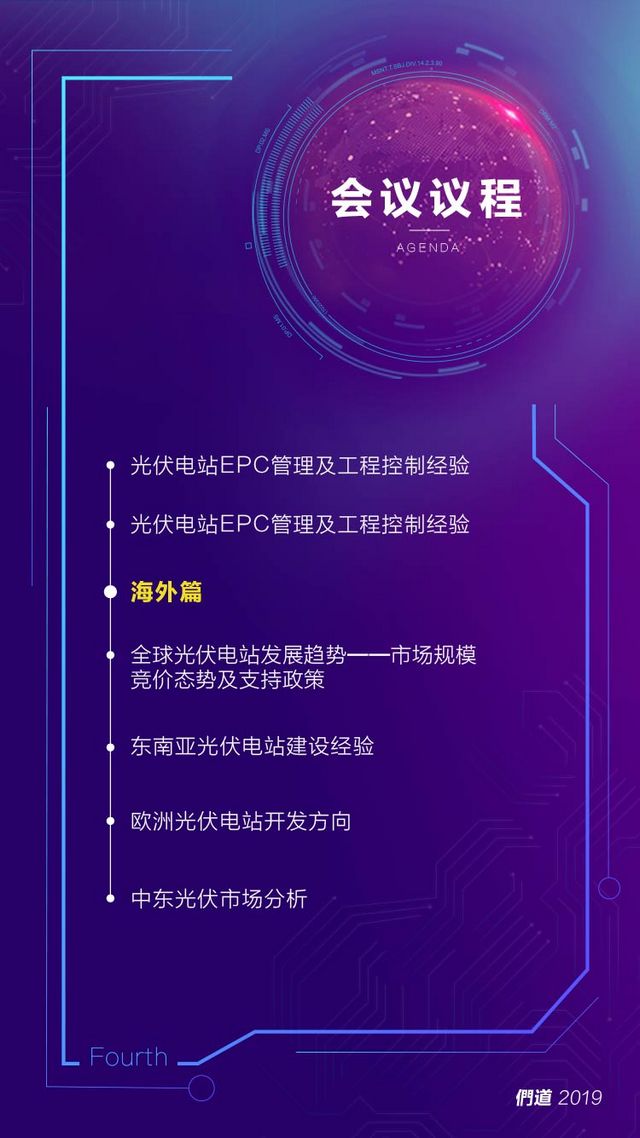 会议议程
AGENDA
光伏电站EPC管理及工程控制经验
光伏电站EPC管理及工程控制经验
海外篇
全球光伏电站发展趋势——市场规模
竞价态势及支持政策
东南亚光伏电站建设经验
欧洲光伏电站开发方向
中东光伏市场分析
Fourth
們道 2019